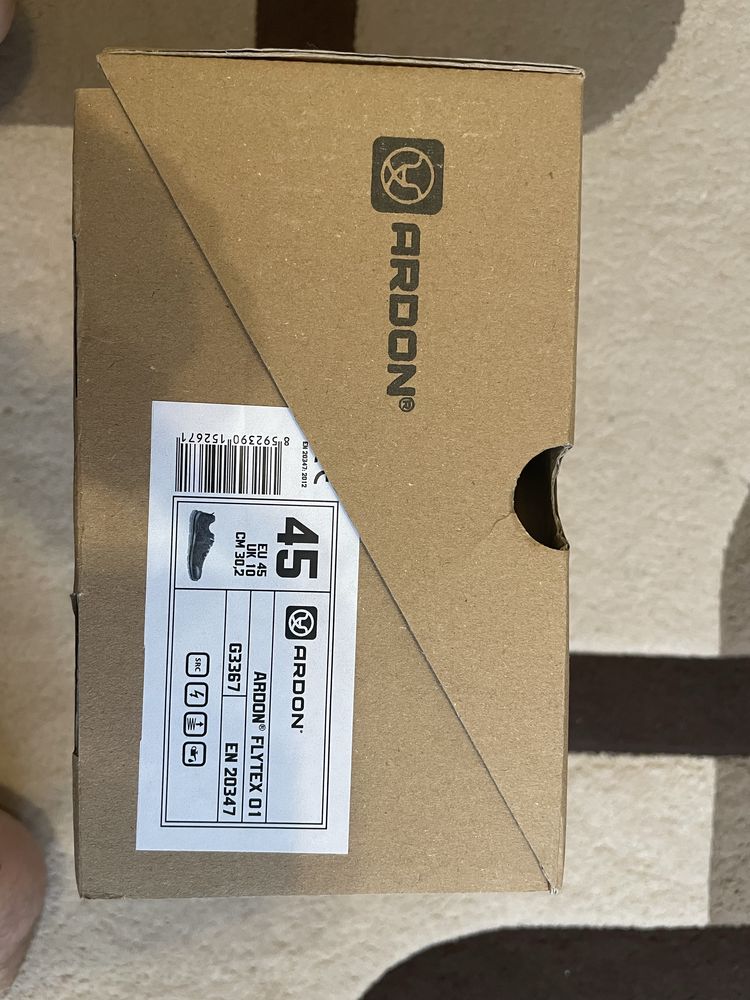 ARDON®
8 592390 152671
EN 20347: 2012
45
EU 45
UK 10
CM 30,2
ARDON®
ARDON® FLYTEX O1
G3367
EN 20347
SRC